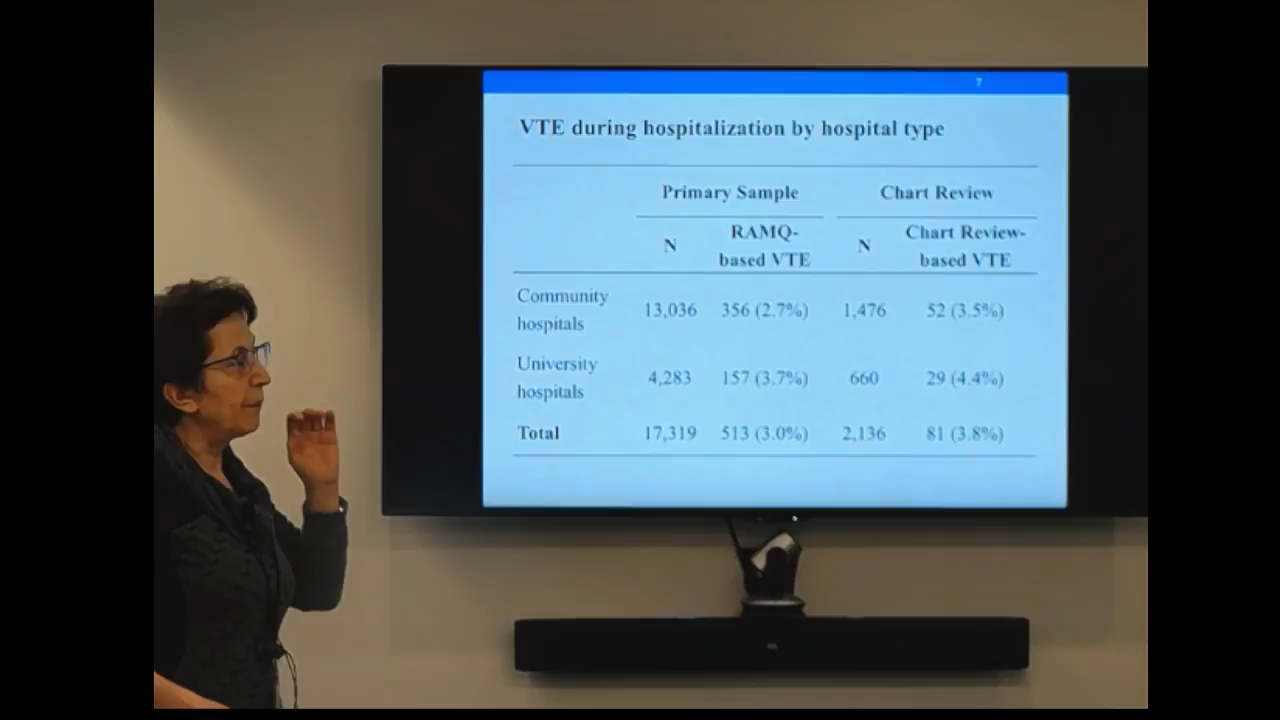 7
VTE during hospitalization by hospital type
Primary Sample Chart Review
N RAMQ-based VTE N Chart Review-based VTE
Community hospitals 13,036 356 (2.7%) 1,476 52 (3.5%)
University hospitals 4,283 157 (3.7%) 660 29 (4.4%)
Total 17,319 513 (3.0%) 2,136 81 (3.8%)